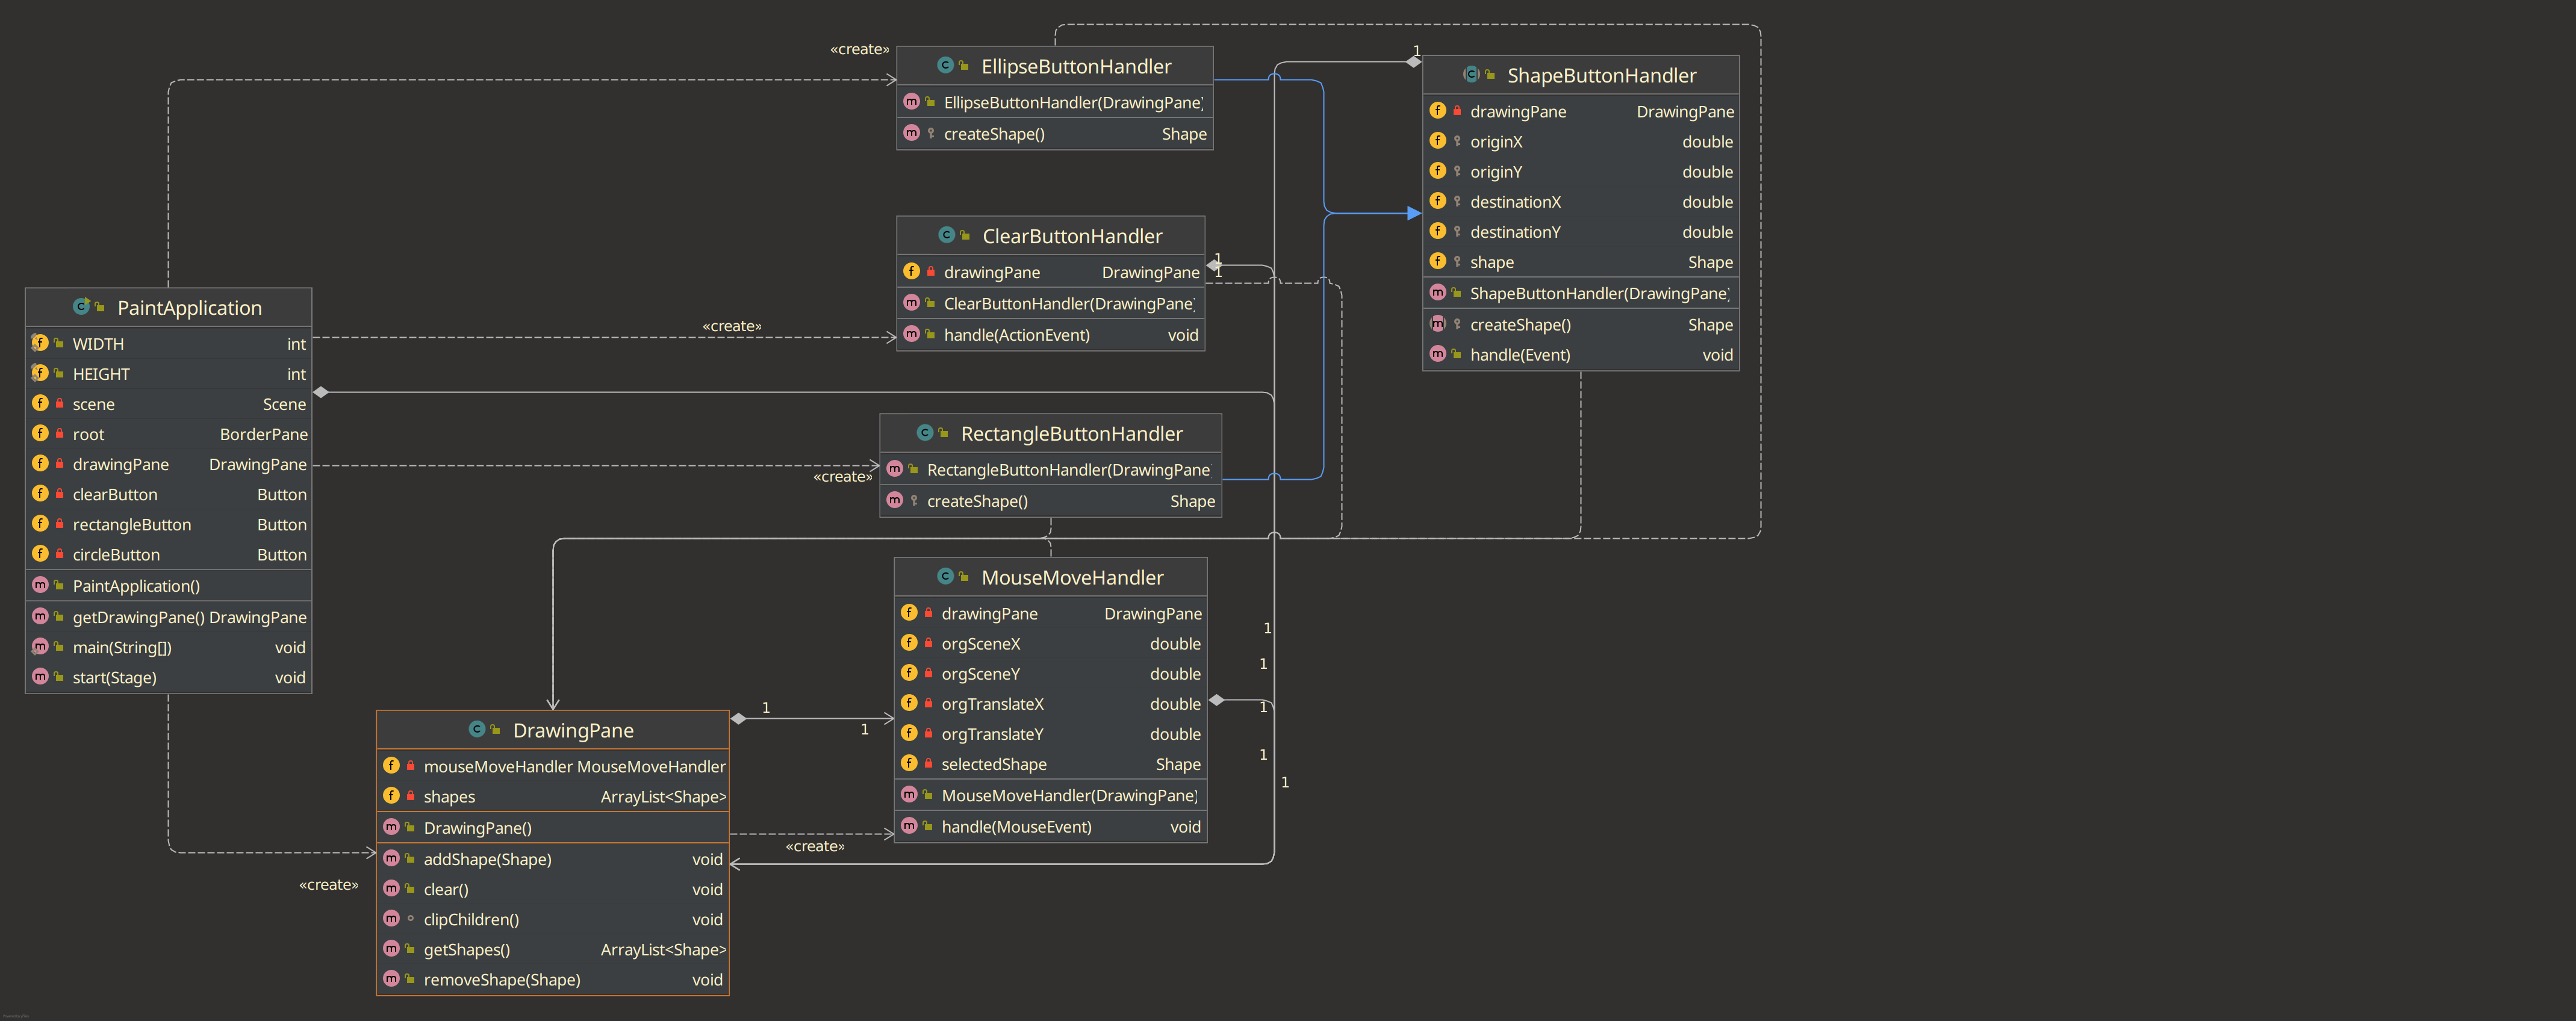 «create»
EllipseButtonHandler
EllipseButtonHandler(DrawingPane)
createShape() Shape
1
ShapeButtonHandler
drawingPane DrawingPane
originX double
originY double
destinationX double
destinationY double
shape Shape
ShapeButtonHandler(DrawingPane)
createShape() Shape
handle(Event) void
ClearButtonHandler
drawingPane DrawingPane
ClearButtonHandler(DrawingPane)
handle(ActionEvent) void
1
1
PaintApplication
WIDTH int
HEIGHT int
scene Scene
root BorderPane
drawingPane DrawingPane
clearButton Button
rectangleButton Button
circleButton Button
PaintApplication()
getDrawingPane() DrawingPane
main(String[]) void
start(Stage) void
«create»
«create»
RectangleButtonHandler
RectangleButtonHandler(DrawingPane)
createShape() Shape
MouseMoveHandler
drawingPane DrawingPane
orgSceneX double
orgSceneY double
orgTranslateX double
orgTranslateY double
selectedShape Shape
MouseMoveHandler(DrawingPane)
handle(MouseEvent) void
1
1
1
1
1
DrawingPane
mouseMoveHandler MouseMoveHandler
shapes ArrayList<Shape>
DrawingPane()
addShape(Shape) void
clear() void
clipChildren() void
getShapes() ArrayList<Shape>
removeShape(Shape) void
1
1
«create»
«create»